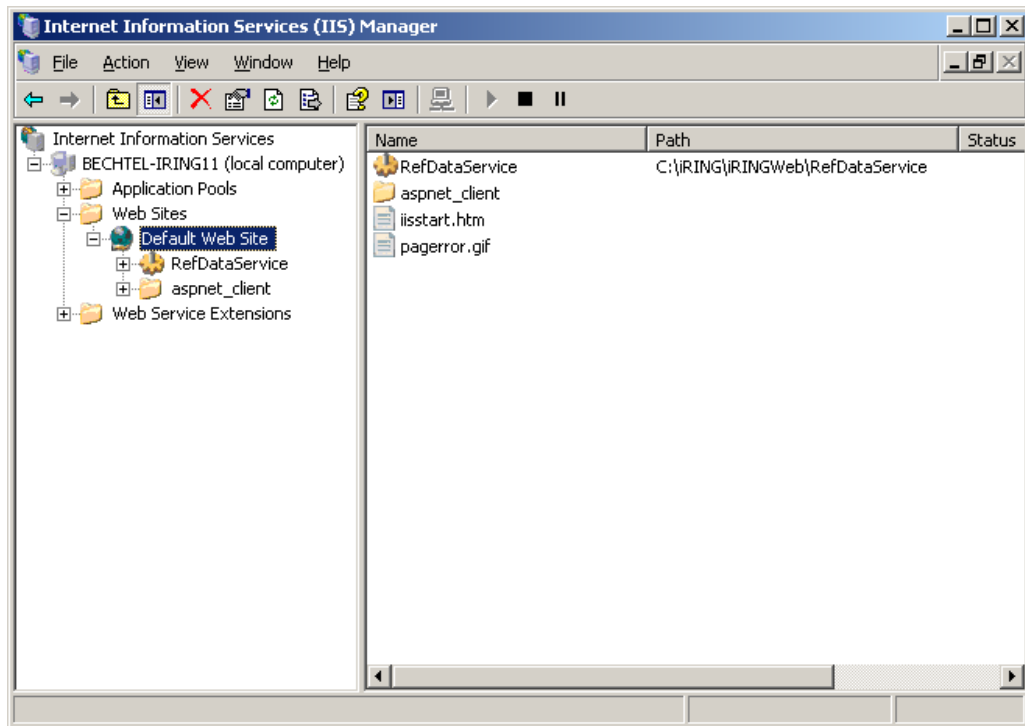 Internet Information Services (IIS) Manager
File Action View Window Help
Internet Information Services
BECHTEL-IRING11 (local computer)
Application Pools
Web Sites
Default Web Site
RefDataService
aspnet_client
Web Service Extensions
Name Path Status
RefDataService C:\iRING\iRINGWeb\RefDataService
aspnet_client
iisstart.htm
pagerror.gif